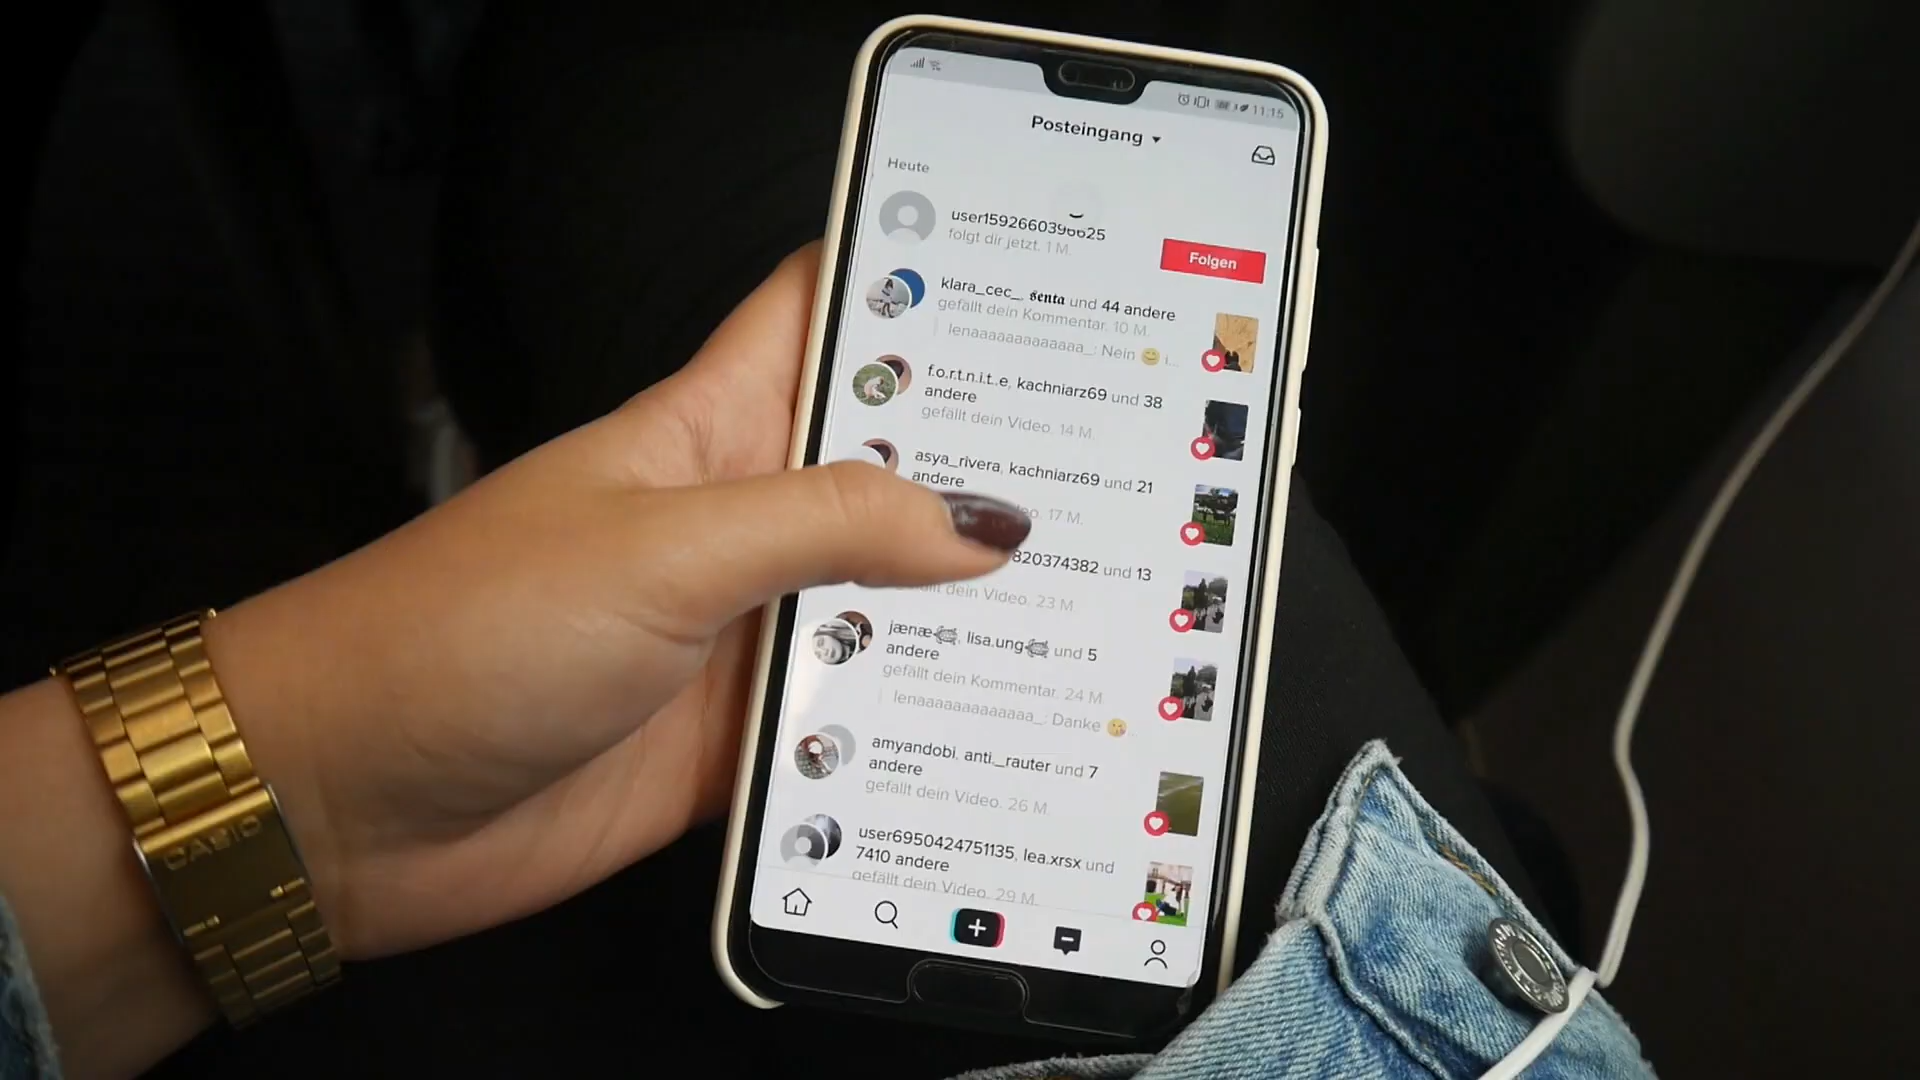 11:15
Posteingang
Heute
user1592660396625
folgt dir jetzt. 1 M.
Folgen
klara_cec_, 𝖘𝖊𝖓𝖙𝖆 und 44 andere
gefällt dein Kommentar. 10 M.
lenaaaaaaaaaaaaa_: Nein 😊 i...
f.o.r.t.n.i.t..e, kachniarz69 und 38
andere
gefällt dein Video. 14 M.
asya_rivera, kachniarz69 und 21
andere
17 M.
820374382 und 13
dein Video. 23 M.
jænæ, lisa.ung und 5
andere
gefällt dein Kommentar. 24 M.
lenaaaaaaaaaaaaa_: Danke 😘...
amyandobi, anti._rauter und 7
andere
gefällt dein Video. 26 M.
user6950424751135, lea.xrsx und
7410 andere
gefällt dein Video. 29 M.
CASIO